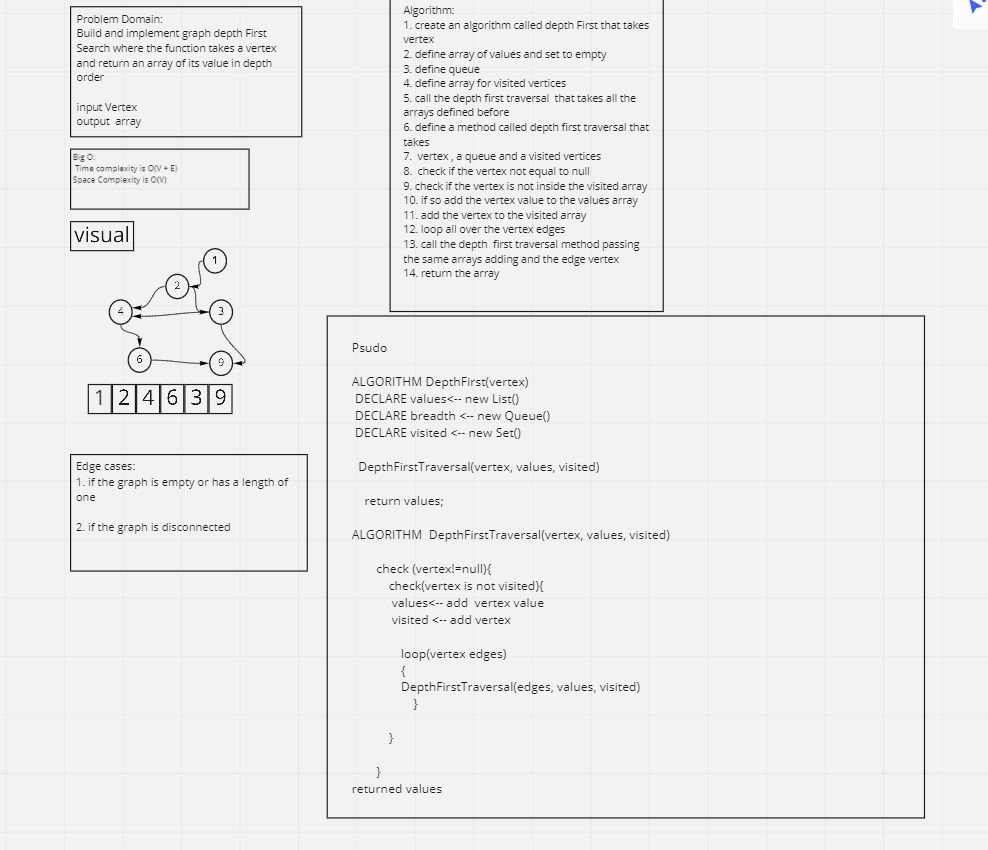 Problem Domain:
Build and implement graph depth First
Search where the function takes a vertex
and return an array of its value in depth
order
input Vertex
output array
Big O:
Time complexity is O(V + E)
Space Complexity is O(V)
visual
1
2
4
3
6
9
1 2 4 6 3 9
Edge cases:
1. if the graph is empty or has a length of
one
2. if the graph is disconnected
Algorithm:
1. create an algorithm called depth First that takes
vertex
2. define array of values and set to empty
3. define queue
4. define array for visited vertices
5. call the depth first traversal that takes all the
arrays defined before
6. define a method called depth first traversal that
takes
7. vertex , a queue and a visited vertices
8. check if the vertex not equal to null
9. check if the vertex is not inside the visited array
10. if so add the vertex value to the values array
11. add the vertex to the visited array
12. loop all over the vertex edges
13. call the depth first traversal method passing
the same arrays adding and the edge vertex
14. return the array
Psudo
ALGORITHM DepthFirst(vertex)
DECLARE values<-- new List()
DECLARE breadth <-- new Queue()
DECLARE visited <-- new Set()
DepthFirstTraversal(vertex, values, visited)
return values;
ALGORITHM DepthFirstTraversal(vertex, values, visited)
check (vertex!=null){
check(vertex is not visited){
values<-- add vertex value
visited <-- add vertex
loop(vertex edges)
{
DepthFirstTraversal(edges, values, visited)
}
}
}
returned values